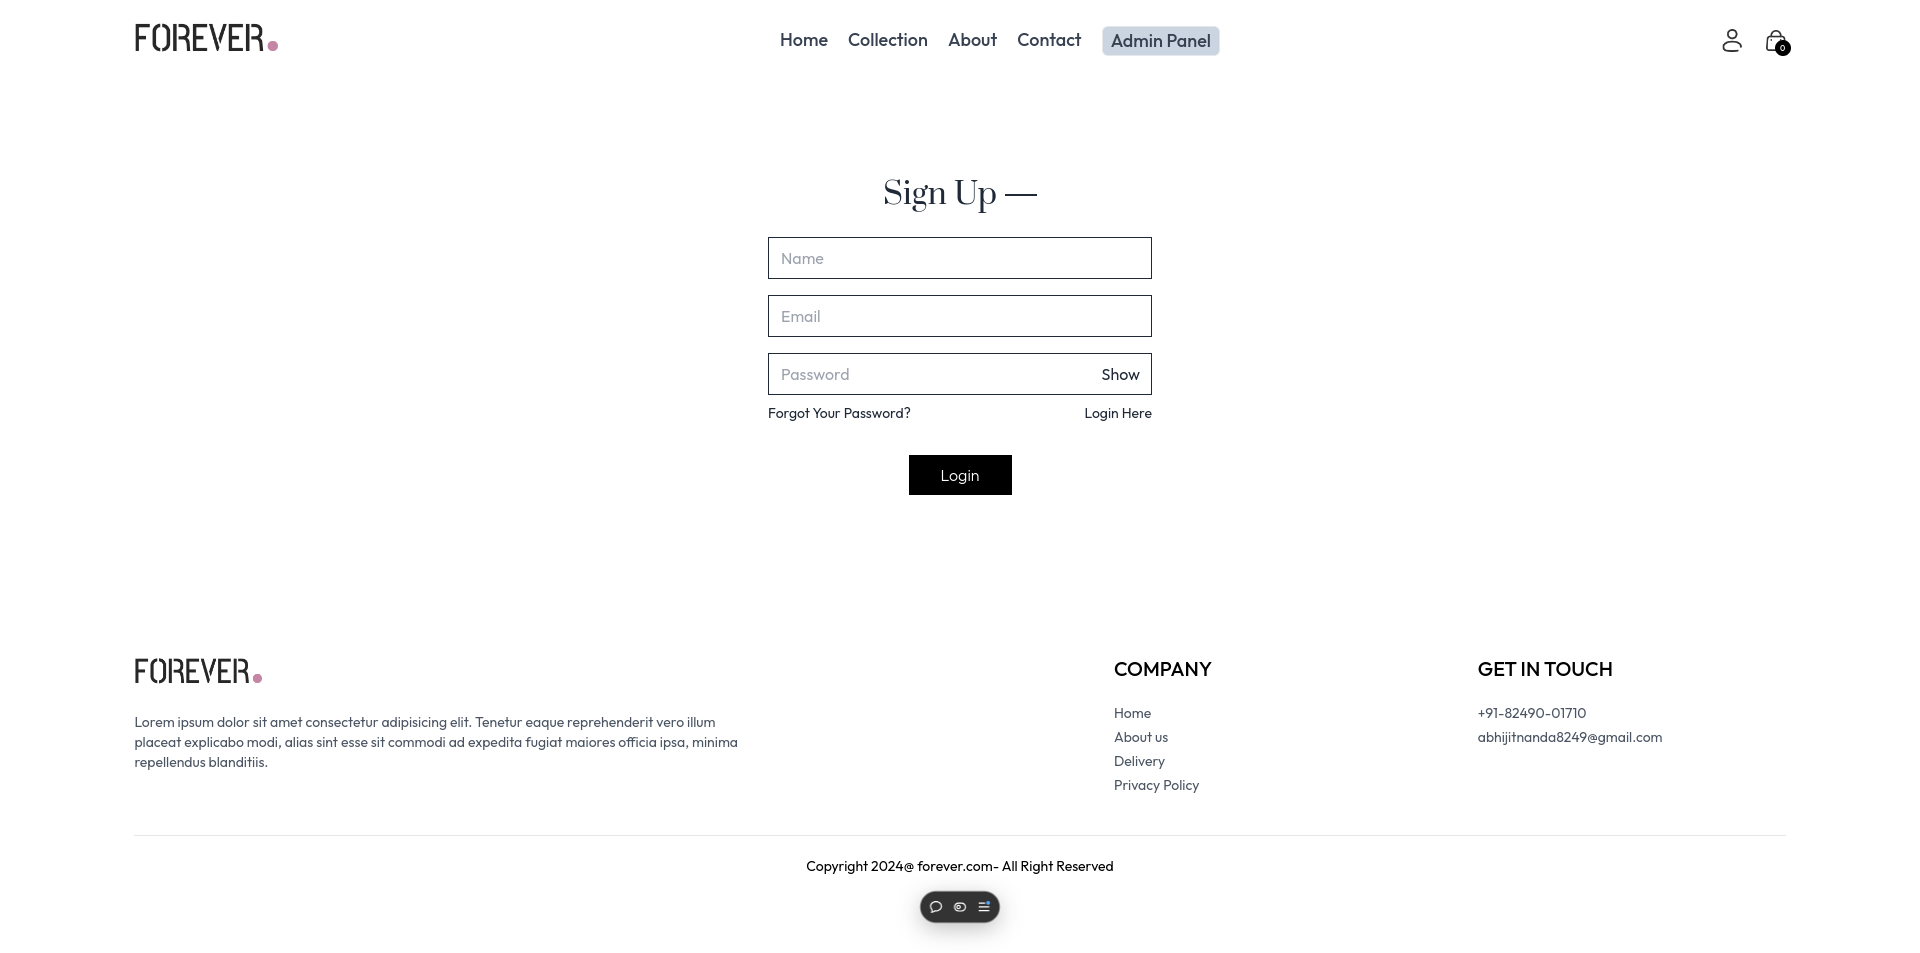 FOREVER.
Home
Collection
About
Contact
Admin Panel
0
Sign Up —
Name
Email
Password
Show
Forgot Your Password?
Login Here
Login
FOREVER.
Lorem ipsum dolor sit amet consectetur adipisicing elit. Tenetur eaque reprehenderit vero illum
placeat explicabo modi, alias sint esse sit commodi ad expedita fugiat maiores officia ipsa, minima
repellendus blanditiis.
COMPANY
Home
About us
Delivery
Privacy Policy
GET IN TOUCH
+91-82490-01710
abhijitnanda8249@gmail.com
Copyright 2024@ forever.com- All Right Reserved